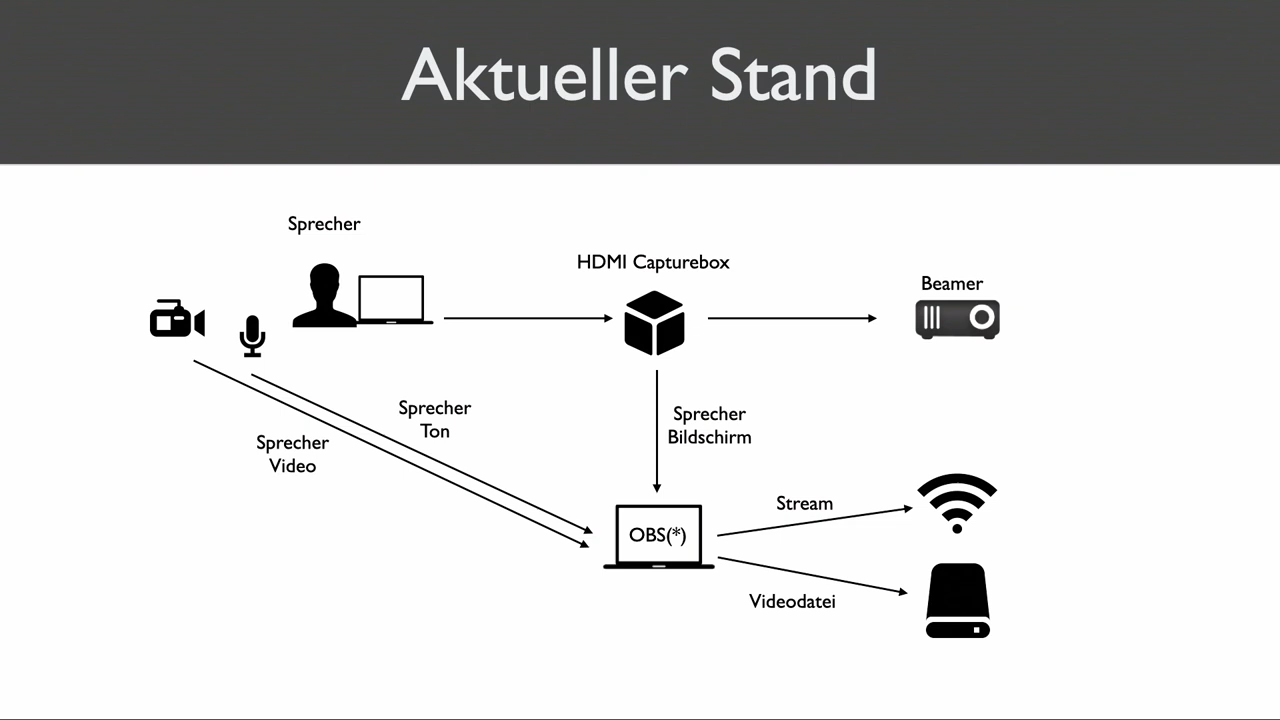 Aktueller Stand
Sprecher
HDMI Capturebox
Beamer
Sprecher
Ton
Sprecher
Video
Sprecher
Bildschirm
Stream
OBS(*)
Videodatei